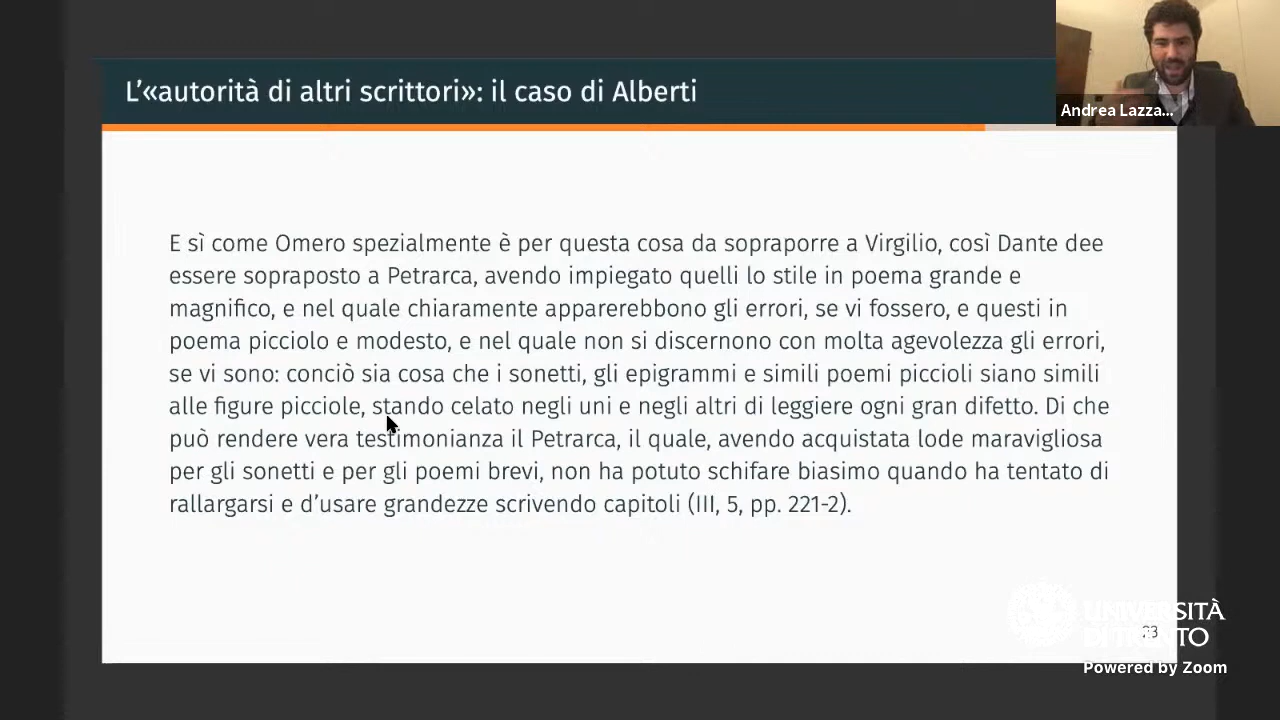 L'«autorità di altri scrittori»: il caso di Alberti
Andrea Lazza...
E sì come Omero spezialmente è per questa cosa da sopraporre a Virgilio, così Dante dee
essere sopraposto a Petrarca, avendo impiegato quelli lo stile in poema grande e
magnifico, e nel quale chiaramente apparerebbono gli errori, se vi fossero, e questi in
poema picciolo e modesto, e nel quale non si discernono con molta agevolezza gli errori,
se vi sono: conciò sia cosa che i sonetti, gli epigrammi e simili poemi piccioli siano simili
alle figure picciole, stando celato negli uni e negli altri di leggiere ogni gran difetto. Di che
può rendere vera testimonianza il Petrarca, il quale, avendo acquistata lode maravigliosa
per gli sonetti e per gli poemi brevi, non ha potuto schifare biasimo quando ha tentato di
rallargarsi e d'usare grandezze scrivendo capitoli (III, 5, pp. 221-2).
UNIVERSITÀ
DI TRENTO
23
Powered by Zoom